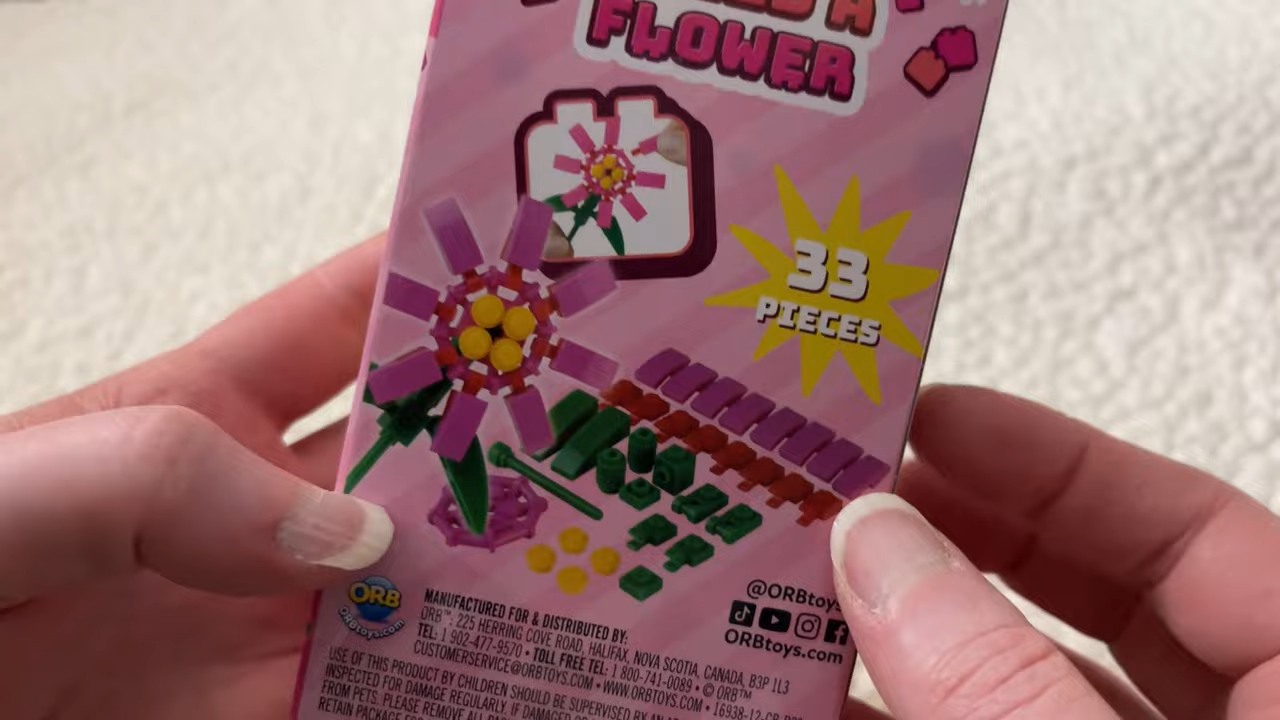 FLOWER
33
PIECES
ORB
ORBtoys.com
@ORBtoys
ORBtoys.com
MANUFACTURED FOR & DISTRIBUTED BY:
ORB™: 225 HERRING COVE ROAD, HALIFAX, NOVA SCOTIA, CANADA, B3P 1L3
TEL: 1 902-477-9570 • TOLL FREE TEL: 1 800-741-0089 • © ORB™
CUSTOMERSERVICE@ORBTOYS.COM • WWW.ORBTOYS.COM • 16938-12-CB
USE OF THIS PRODUCT BY CHILDREN SHOULD BE SUPERVISED BY AN
INSPECTED FOR DAMAGE REGULARLY. IF DAMAGED
FROM PETS. PLEASE REMOVE ALL
RETAIN PACKAGE